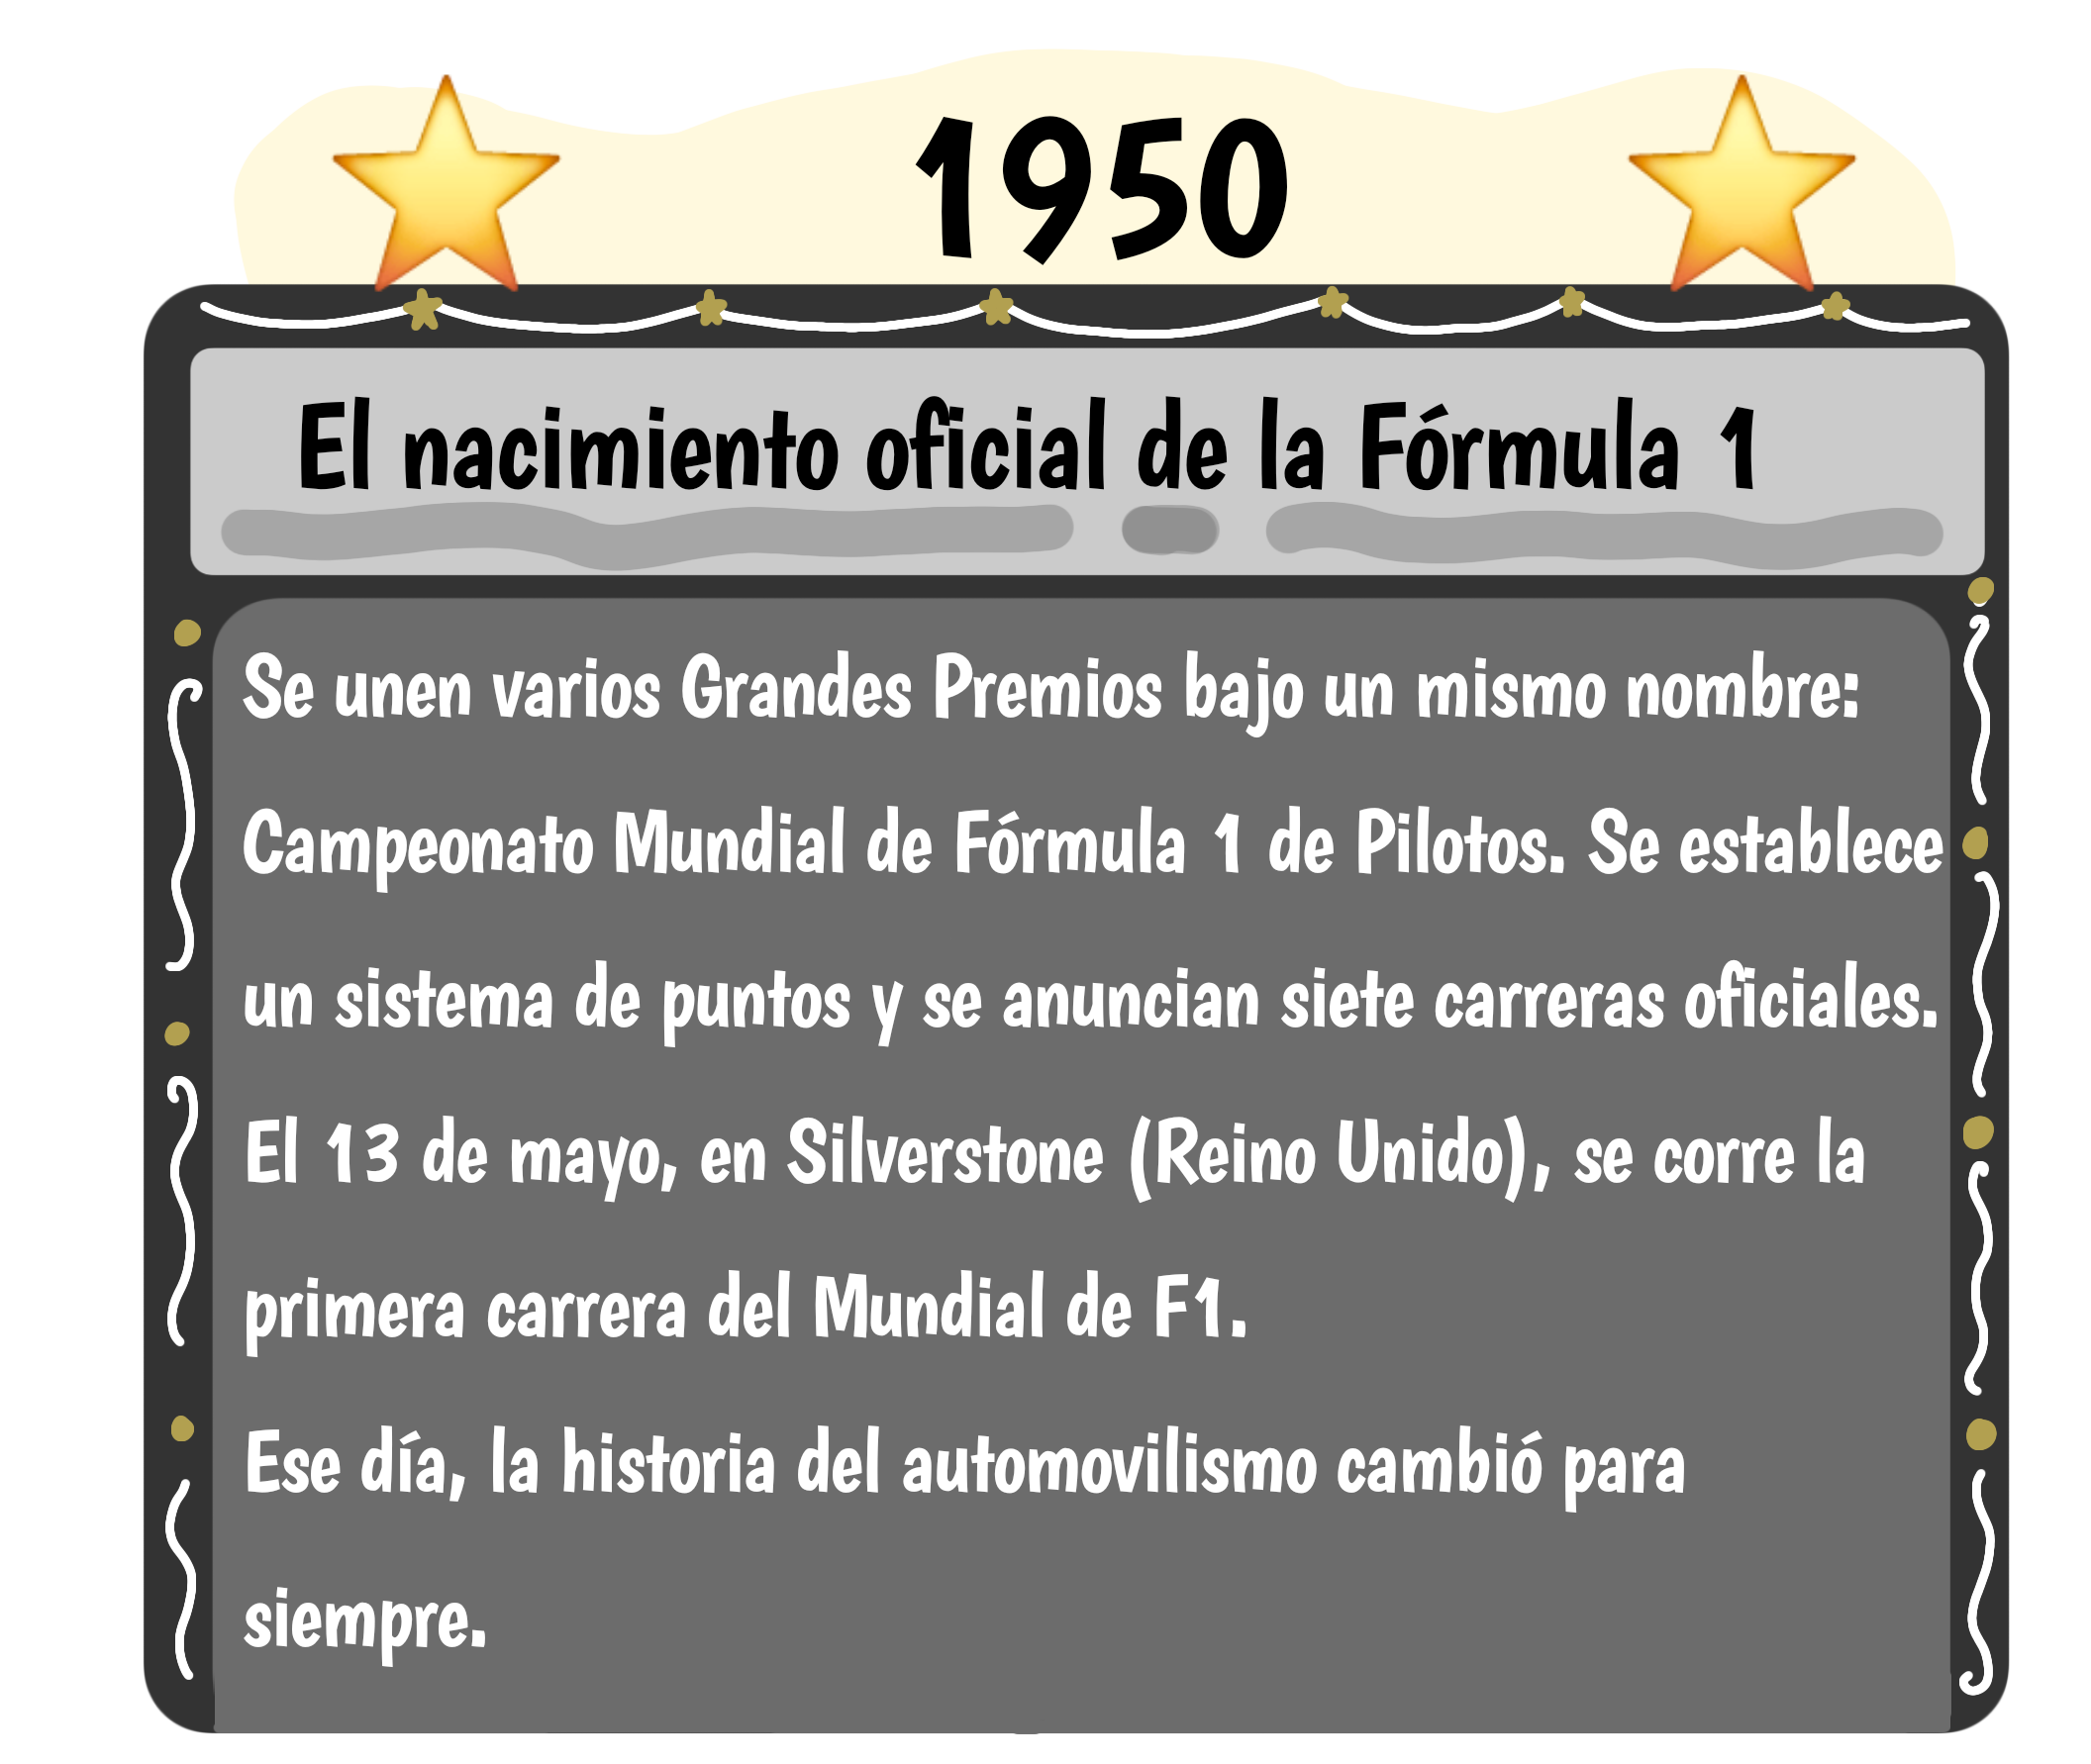 1950
El nacimiento oficial de la Fórmula 1
Se unen varios Grandes Premios bajo un mismo nombre:
Campeonato Mundial de Fórmula 1 de Pilotos. Se establece
un sistema de puntos y se anuncian siete carreras oficiales.
El 13 de mayo, en Silverstone (Reino Unido), se corre la
primera carrera del Mundial de F1.
Ese día, la historia del automovilismo cambió para
siempre.